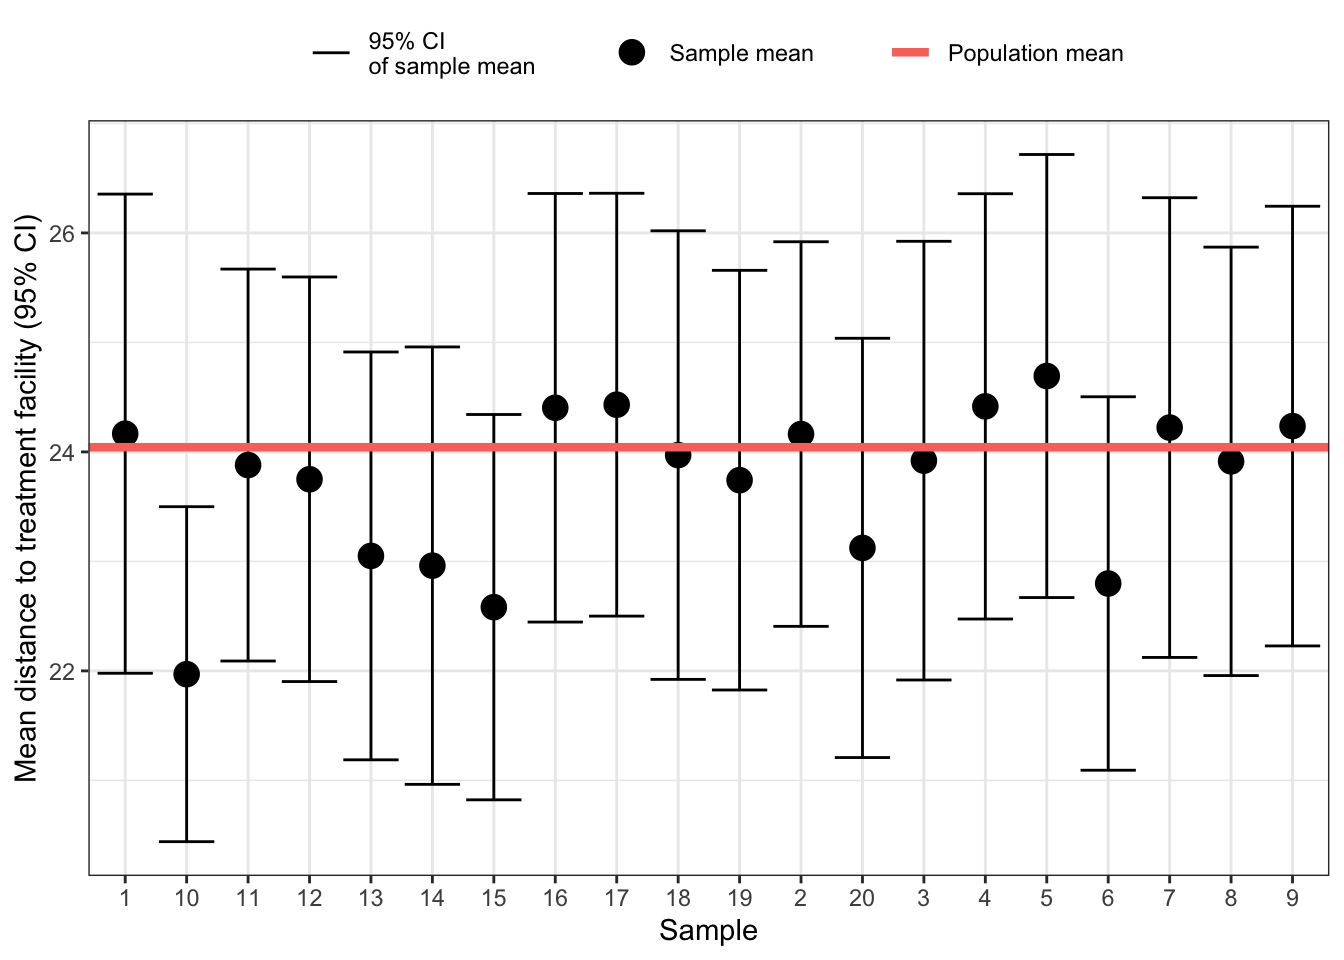 95% CI
of sample mean
Sample mean
Population mean
Mean distance to treatment facility (95% CI)
26
24
22
1 10 11 12 13 14 15 16 17 18 19 2 20 3 4 5 6 7 8 9
Sample